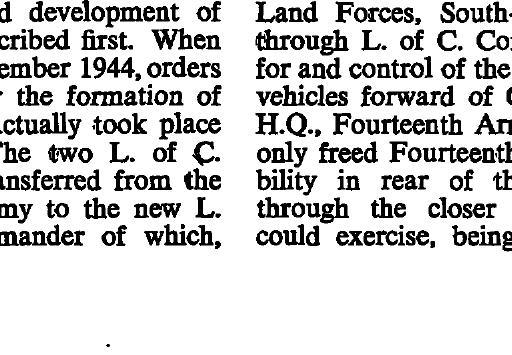 d development of
cribed first. When
ember 1944, orders
the formation of
ctually took place
he two L. of C.
ansferred from the
my to the new L.
mander of which,
Land Forces, South-
through L. of C. Co
for and control of the
vehicles forward of
H.Q., Fourteenth Ar
only freed Fourteenth
bility in rear of th
through the closer
could exercise, being